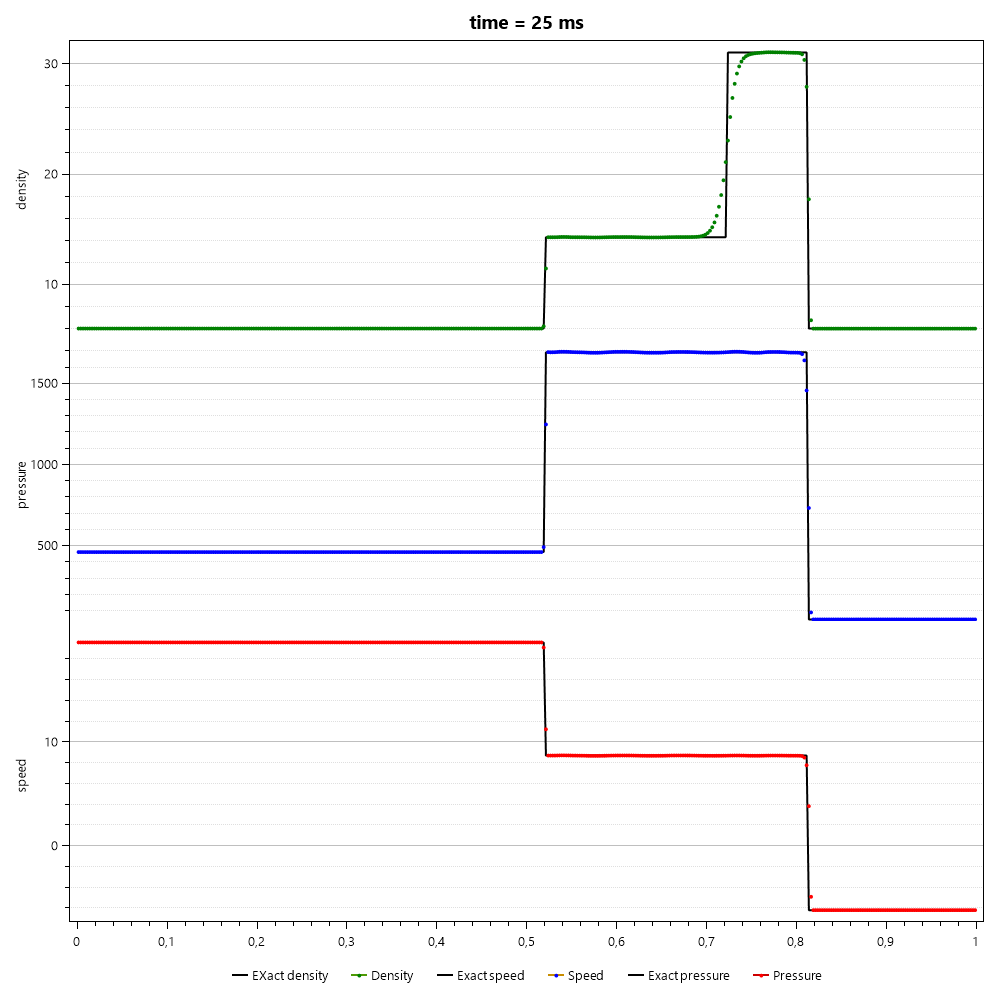 time = 25 ms
30
20
10
density
1500
1000
500
pressure
10
0
speed
0 0,1 0,2 0,3 0,4 0,5 0,6 0,7 0,8 0,9 1
EXact density Density Exact speed Speed Exact pressure Pressure